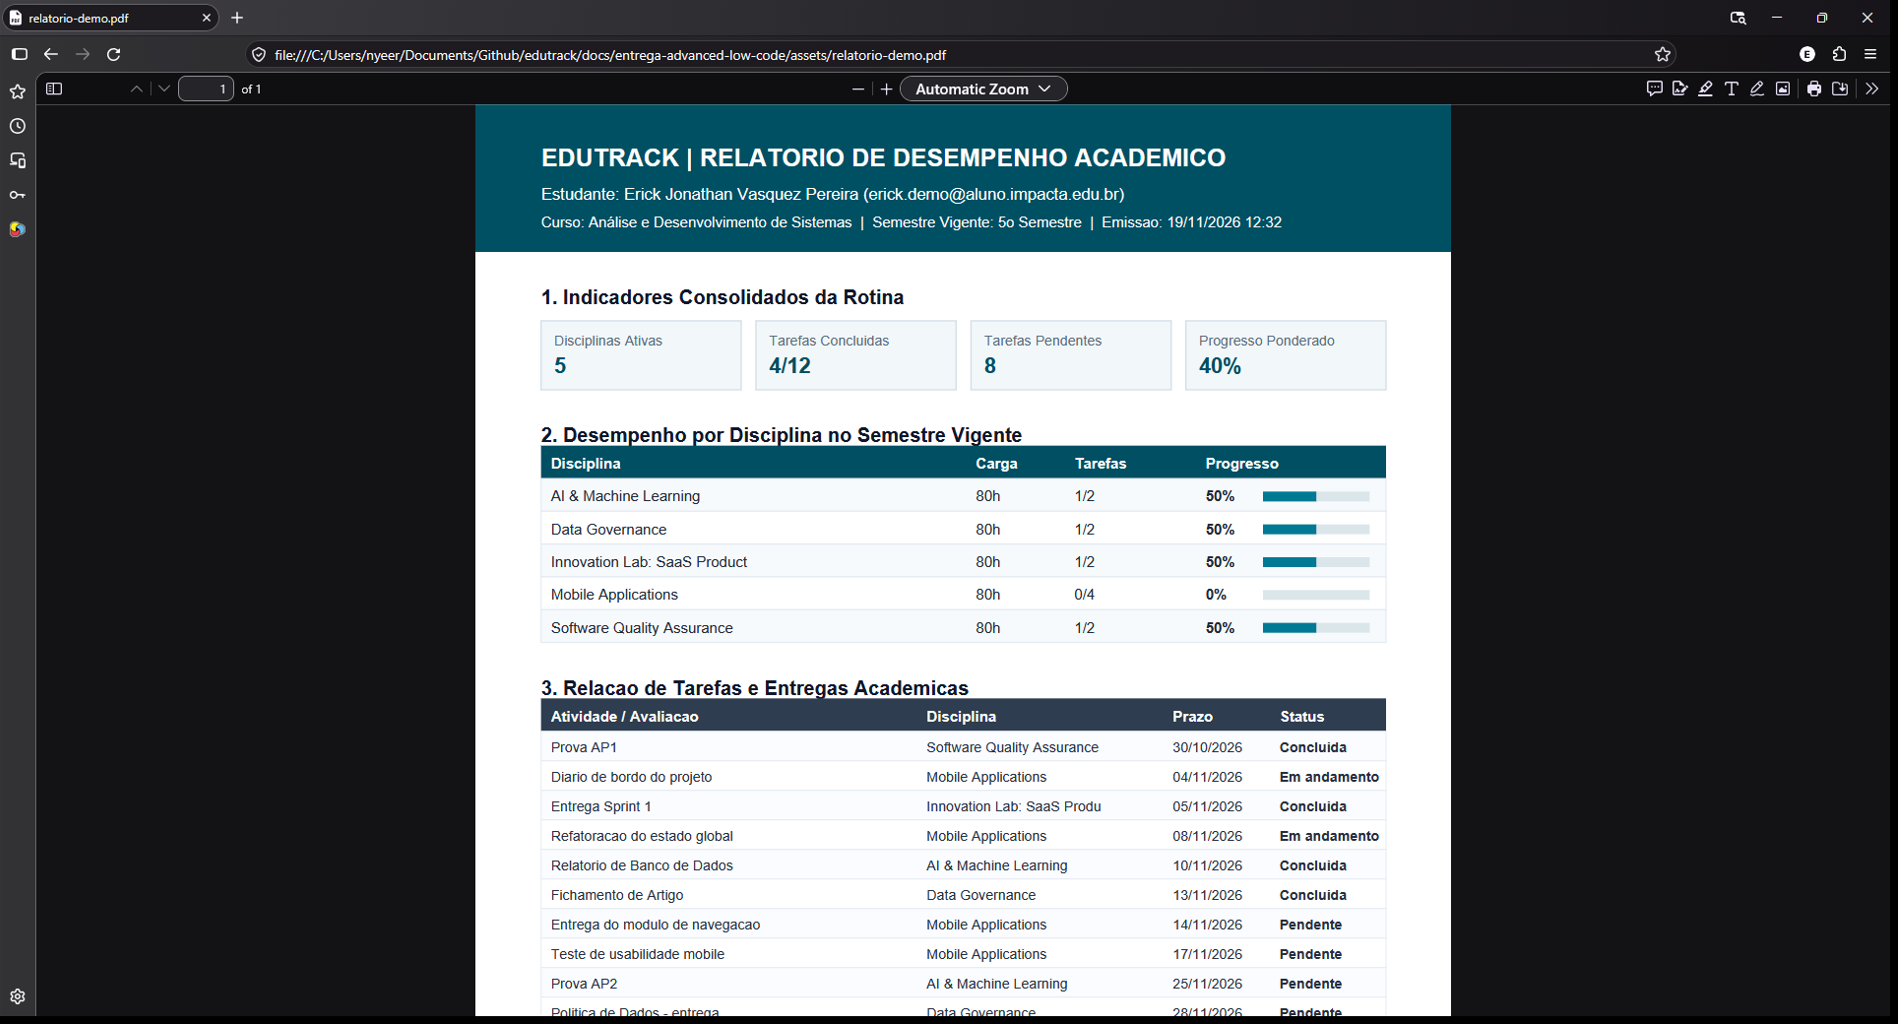 relatorio-demo.pdf
file:///C:/Users/nyeer/Documents/Github/edutrack/docs/entrega-advanced-low-code/assets/relatorio-demo.pdf
E
1 of 1
Automatic Zoom
EDUTRACK | RELATORIO DE DESEMPENHO ACADEMICO
Estudante: Erick Jonathan Vasquez Pereira (erick.demo@aluno.impacta.edu.br)
Curso: Análise e Desenvolvimento de Sistemas | Semestre Vigente: 5o Semestre | Emissao: 19/11/2026 12:32
1. Indicadores Consolidados da Rotina
Disciplinas Ativas
5
Tarefas Concluidas
4/12
Tarefas Pendentes
8
Progresso Ponderado
40%
2. Desempenho por Disciplina no Semestre Vigente
Disciplina Carga Tarefas Progresso
AI & Machine Learning 80h 1/2 50%
Data Governance 80h 1/2 50%
Innovation Lab: SaaS Product 80h 1/2 50%
Mobile Applications 80h 0/4 0%
Software Quality Assurance 80h 1/2 50%
3. Relacao de Tarefas e Entregas Academicas
Atividade / Avaliacao Disciplina Prazo Status
Prova AP1 Software Quality Assurance 30/10/2026 Concluida
Diario de bordo do projeto Mobile Applications 04/11/2026 Em andamento
Entrega Sprint 1 Innovation Lab: SaaS Produ 05/11/2026 Concluida
Refatoracao do estado global Mobile Applications 08/11/2026 Em andamento
Relatorio de Banco de Dados AI & Machine Learning 10/11/2026 Concluida
Fichamento de Artigo Data Governance 13/11/2026 Concluida
Entrega do modulo de navegacao Mobile Applications 14/11/2026 Pendente
Teste de usabilidade mobile Mobile Applications 17/11/2026 Pendente
Prova AP2 AI & Machine Learning 25/11/2026 Pendente
Politica de Dados - entrega Data Governance 28/11/2026 Pendente